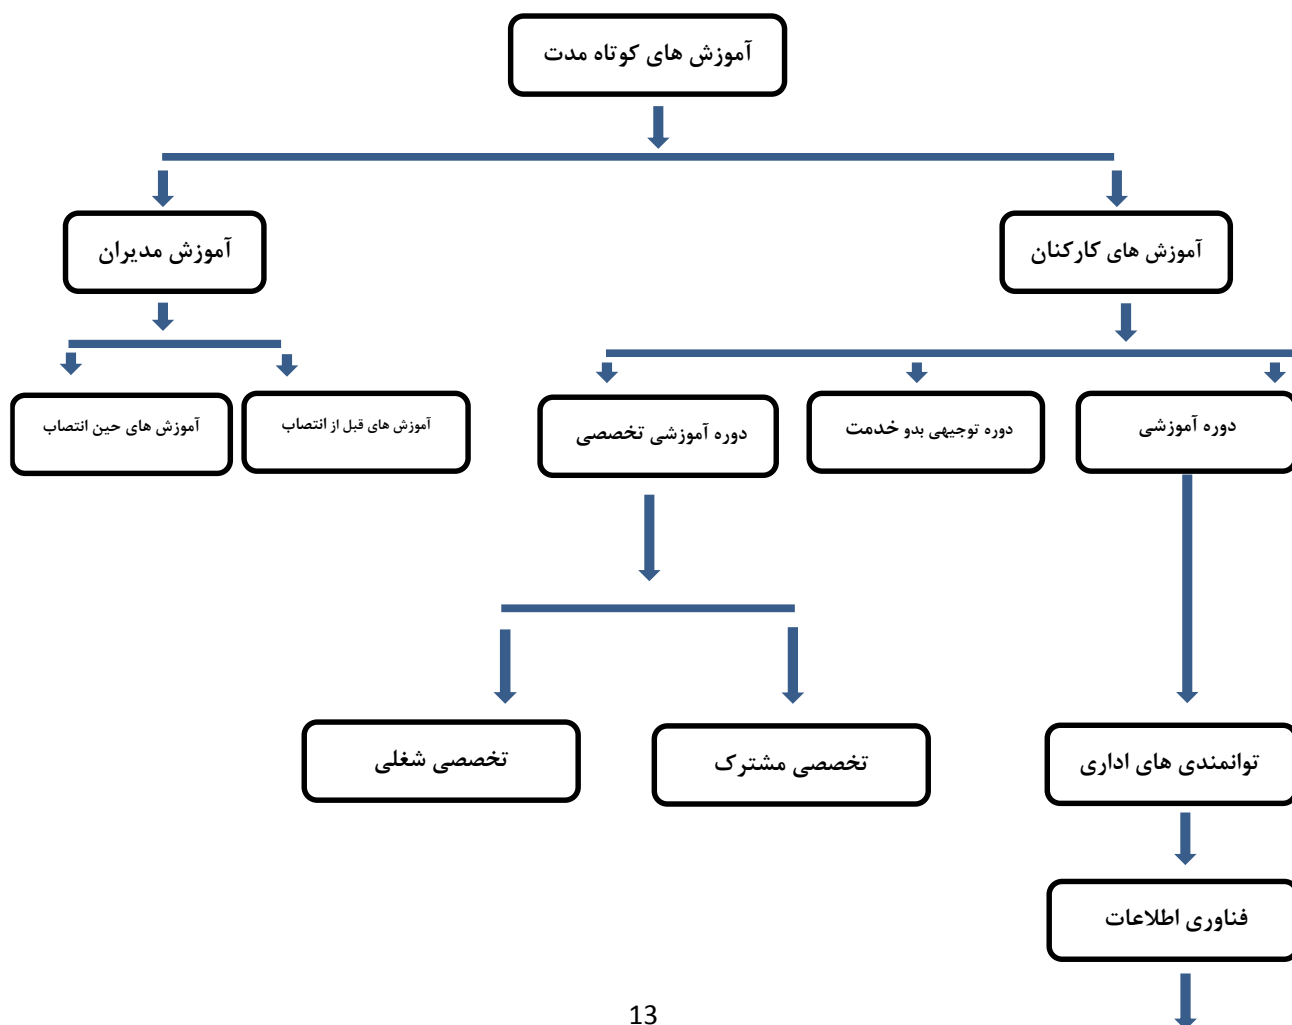 آموزش های کوتاه مدت
آموزش های کارکنان
آموزش مدیران
دوره آموزشی
دوره توجیهی بدو خدمت
دوره آموزشی تخصصی
آموزش های قبل از انتصاب
آموزش های حین انتصاب
توانمندی های اداری
تخصصی مشترک
تخصصی شغلی
فناوری اطلاعات
13